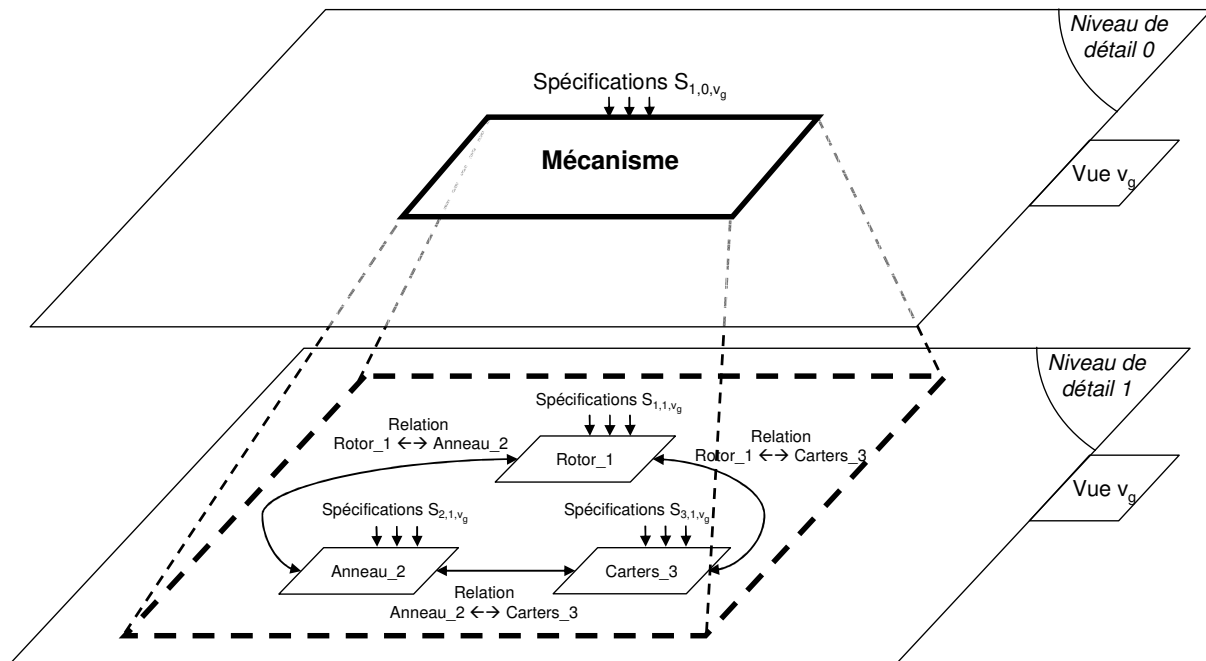 Niveau de
détail 0
Spécifications S1,0,vg
Mécanisme
Vue vg
Niveau de
détail 1
Spécifications S1,1,vg
Relation
Rotor_1 ←→ Anneau_2
Relation
Rotor_1 ←→ Carters_3
Rotor_1
Vue vg
Spécifications S2,1,vg
Spécifications S3,1,vg
Anneau_2
Carters_3
Relation
Anneau_2 ←→ Carters_3